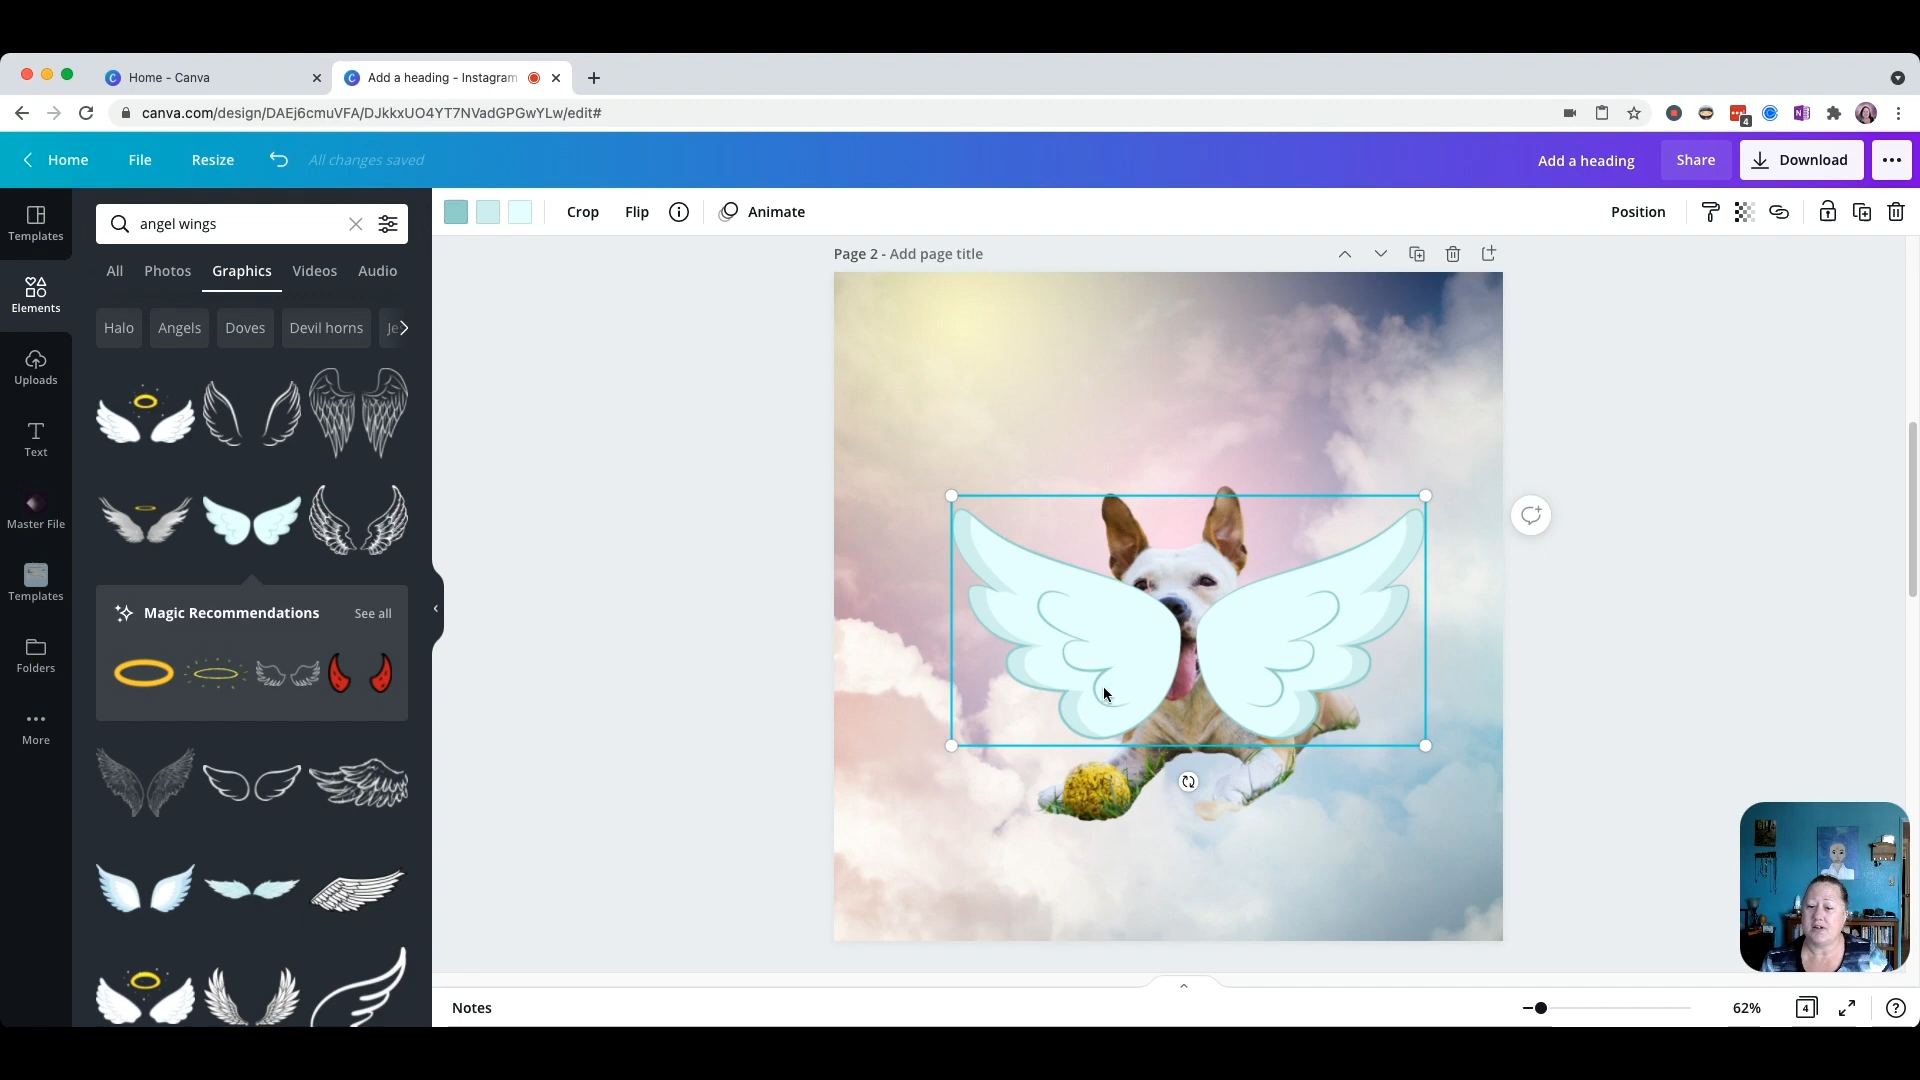 Home - Canva
Add a heading - Instagram
canva.com/design/DAEj6cmuVFA/DJkkxUO4YT7NVadGPGwYLw/edit#
4
Home
File
Resize
All changes saved
Add a heading
Share
Download
Templates
Elements
Uploads
Text
Master File
Templates
Folders
More
angel wings
All
Photos
Graphics
Videos
Audio
Halo
Angels
Doves
Devil horns
Je
Magic Recommendations
See all
Crop
Flip
Animate
Position
Page 2 - Add page title
Notes
62%
4